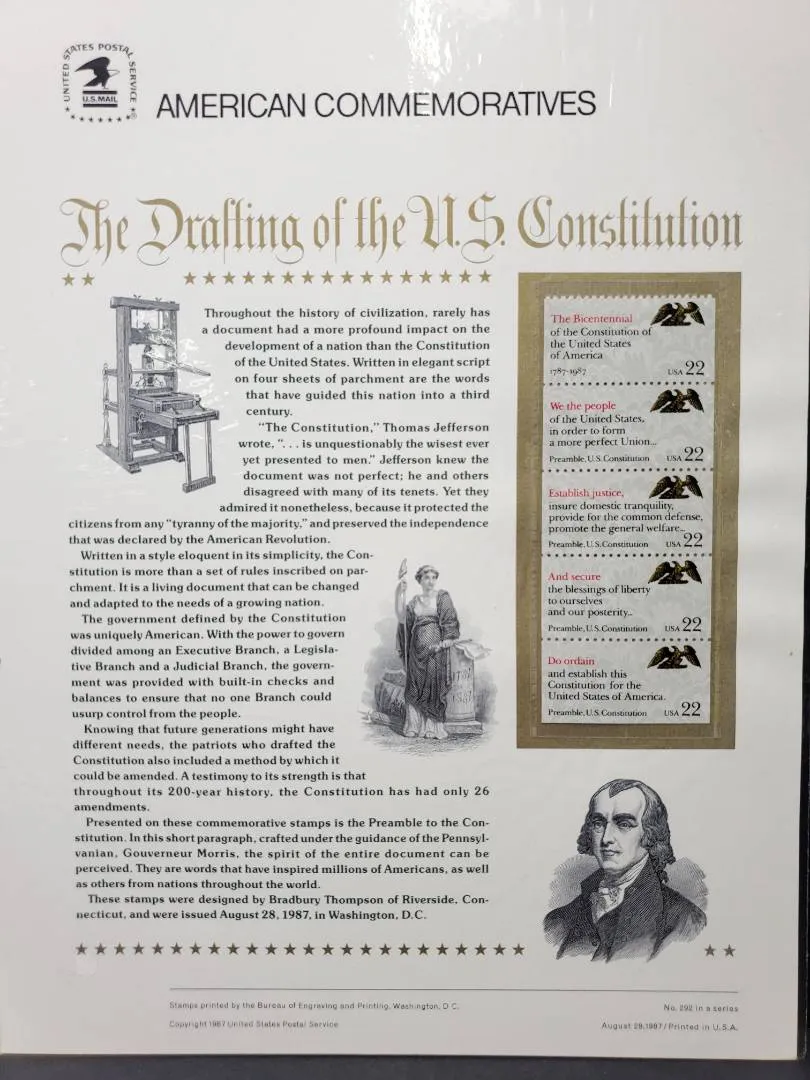 UNITED STATES POSTAL SERVICE
U.S.MAIL
AMERICAN COMMEMORATIVES
The Drafting of the U.S. Constitution
Throughout the history of civilization, rarely has
a document had a more profound impact on the
development of a nation than the Constitution
of the United States. Written in elegant script
on four sheets of parchment are the words
that have guided this nation into a third
century.
"The Constitution," Thomas Jefferson
wrote, ". . . is unquestionably the wisest ever
yet presented to men." Jefferson knew the
document was not perfect; he and others
disagreed with many of its tenets. Yet they
admired it nonetheless, because it protected the
citizens from any "tyranny of the majority," and preserved the independence
that was declared by the American Revolution.
Written in a style eloquent in its simplicity, the Con-
stitution is more than a set of rules inscribed on par-
chment. It is a living document that can be changed
and adapted to the needs of a growing nation.
The government defined by the Constitution
was uniquely American. With the power to govern
divided among an Executive Branch, a Legisla-
tive Branch and a Judicial Branch, the govern-
ment was provided with built-in checks and
balances to ensure that no one Branch could
usurp control from the people.
Knowing that future generations might have
different needs, the patriots who drafted the
Constitution also included a method by which it
could be amended. A testimony to its strength is that
throughout its 200-year history, the Constitution has had only 26
amendments.
Presented on these commemorative stamps is the Preamble to the Con-
stitution. In this short paragraph, crafted under the guidance of the Pennsyl-
vanian, Gouverneur Morris, the spirit of the entire document can be
perceived. They are words that have inspired millions of Americans, as well
as others from nations throughout the world.
These stamps were designed by Bradbury Thompson of Riverside, Con-
necticut, and were issued August 28, 1987, in Washington, D.C.
The Bicentennial
of the Constitution of
the United States
of America
1787-1987 USA 22
We the people
of the United States,
in order to form
a more perfect Union...
Preamble, U.S. Constitution USA 22
Establish justice,
insure domestic tranquility,
provide for the common defense,
promote the general welfare...
Preamble, U.S. Constitution USA 22
And secure
the blessings of liberty
to ourselves
and our posterity...
Preamble, U.S. Constitution USA 22
Do ordain
and establish this
Constitution for the
United States of America.
Preamble, U.S. Constitution USA 22
Stamps printed by the Bureau of Engraving and Printing, Washington, D.C.
Copyright 1987 United States Postal Service
No. 292 in a series
August 28, 1987/Printed in U.S.A.